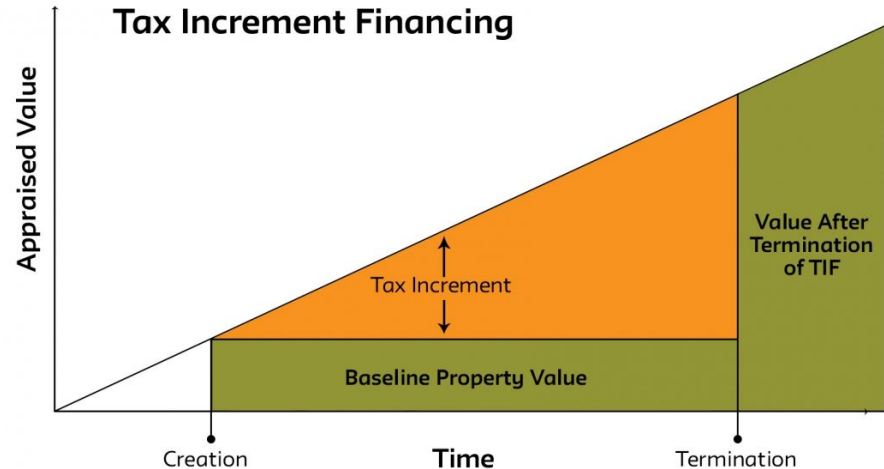 Tax Increment Financing
Appraised Value
Tax Increment
Value After
Termination
of TIF
Baseline Property Value
Creation
Time
Termination